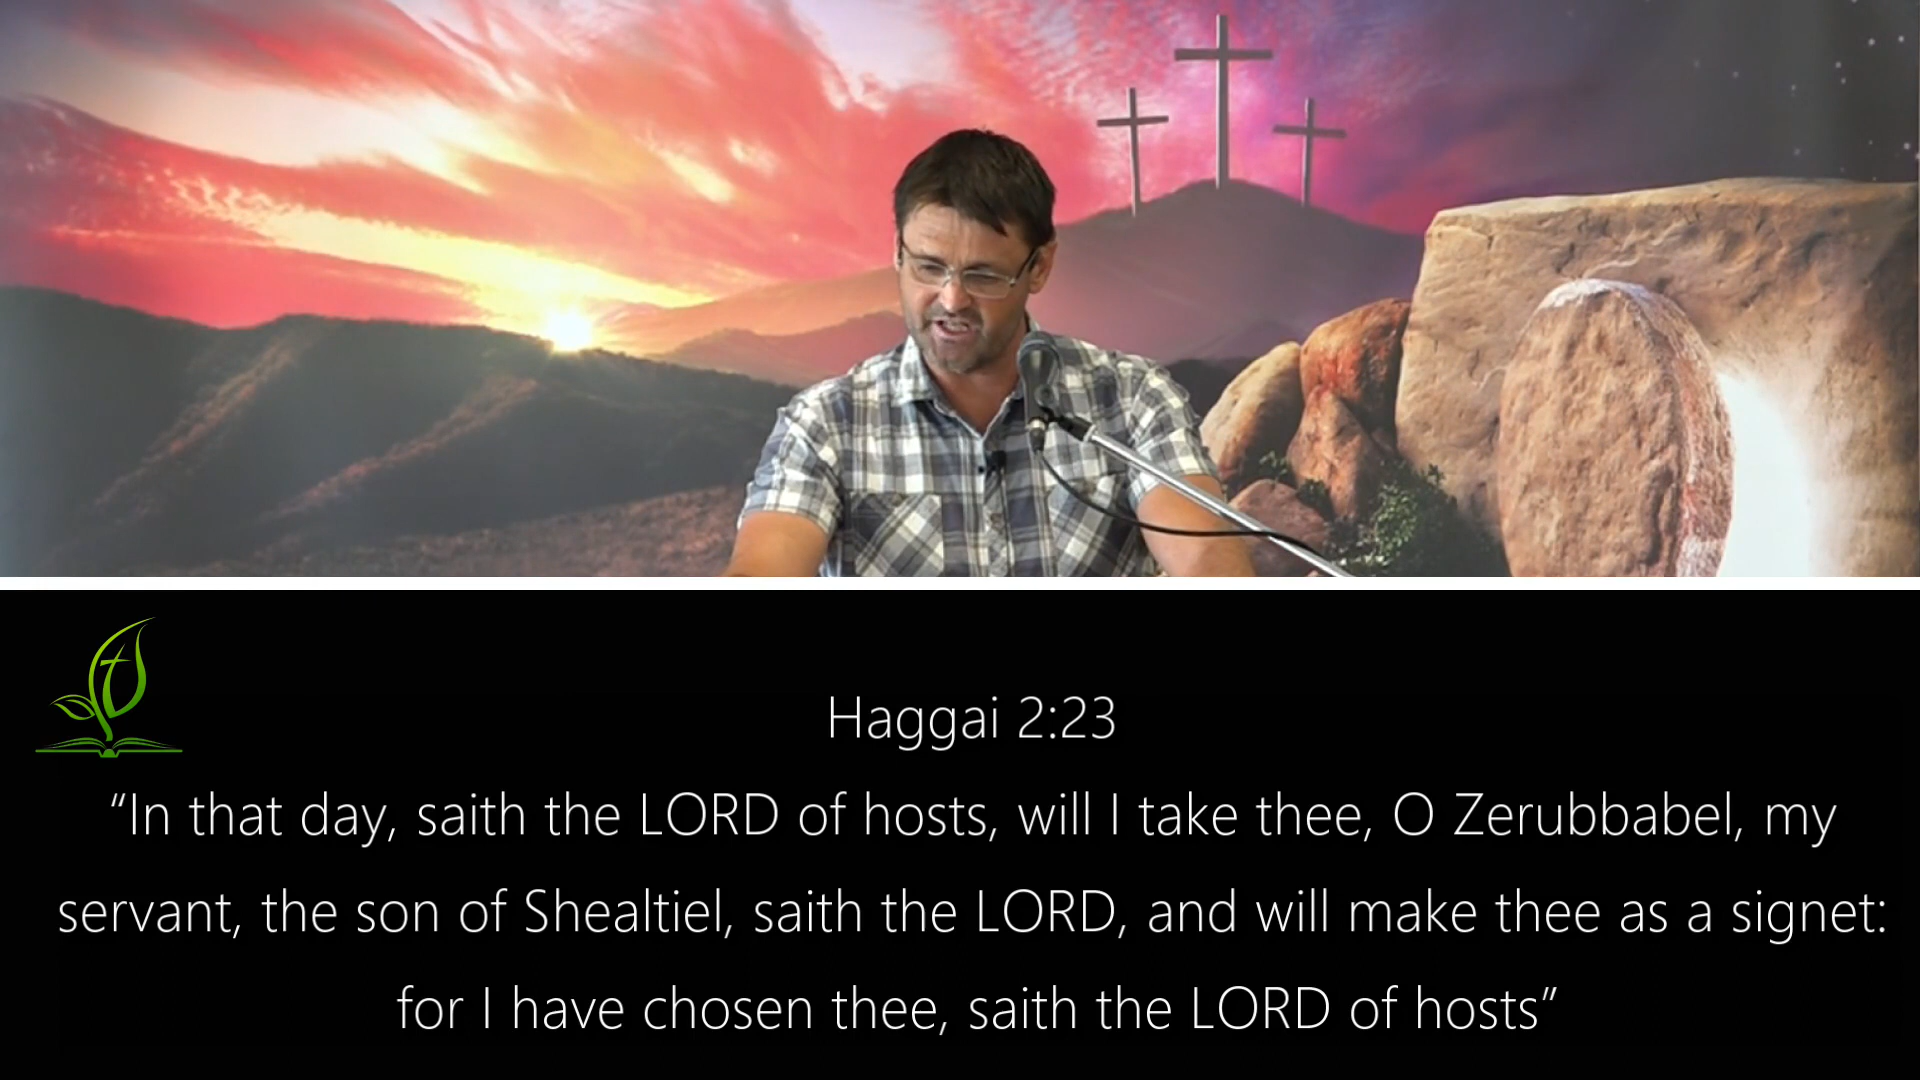 Haggai 2:23
“In that day, saith the LORD of hosts, will I take thee, O Zerubbabel, my
servant, the son of Shealtiel, saith the LORD, and will make thee as a signet:
for I have chosen thee, saith the LORD of hosts”